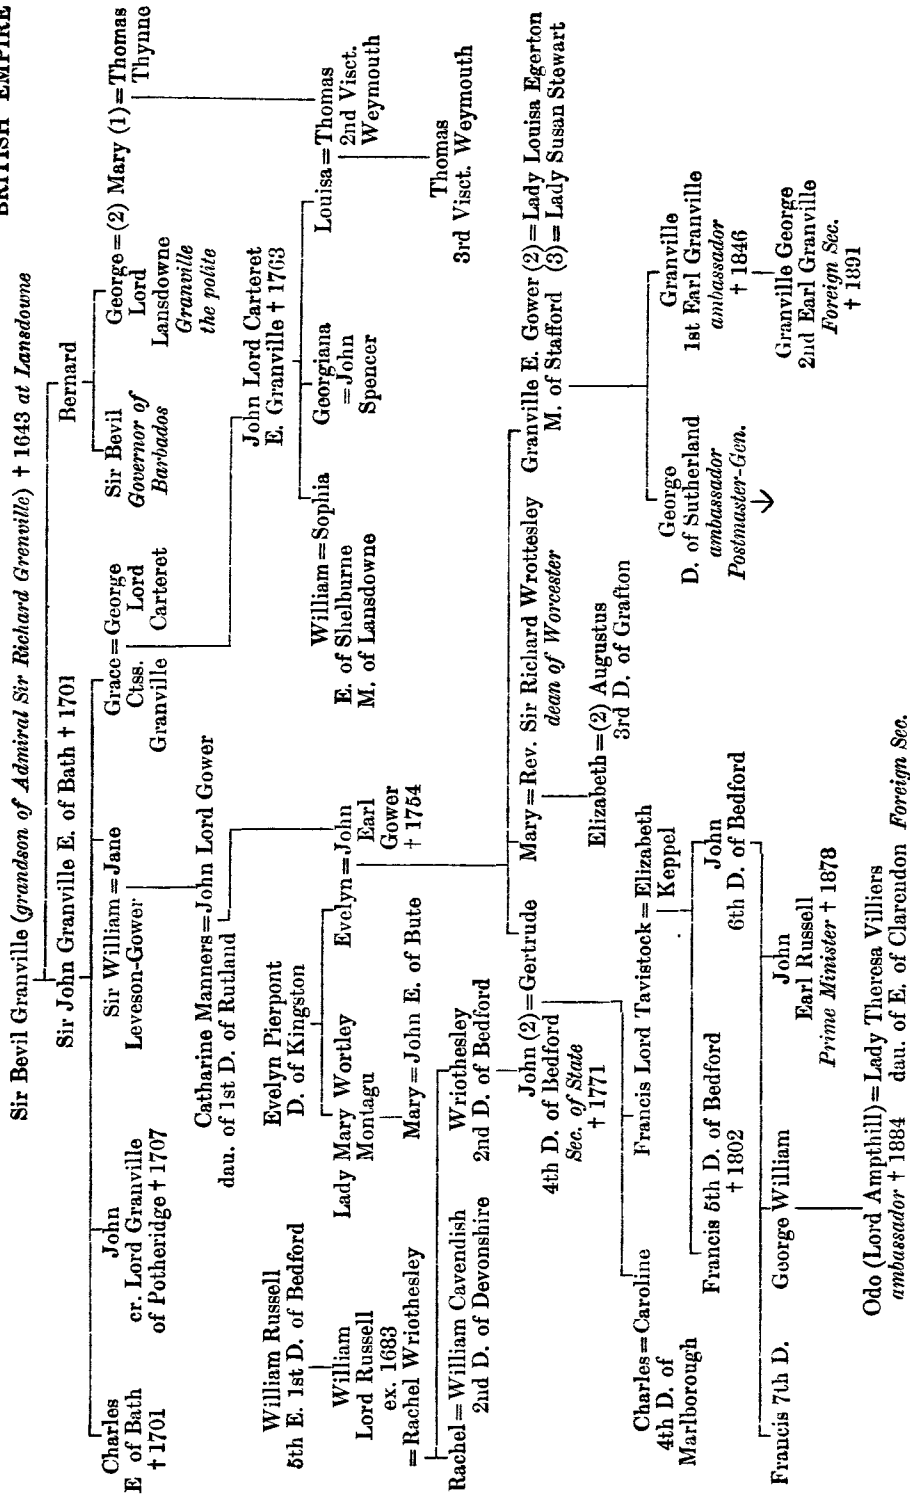 BRITISH EMPIRE
Sir Bevil Granville (grandson of Admiral Sir Richard Grenville) † 1643 at Lansdowne
Sir John Granville E. of Bath † 1701
Bernard
Charles
E of Bath
† 1701
John
cr. Lord Granville
of Potheridge † 1707
Sir William = Jane
Leveson-Gower
Grace = George
Ctss. Lord
Granville Carteret
Sir Bevil
Governor of
Barbados
George = (2) Mary (1) = Thomas
Lord Thynne
Lansdowne
Granville
the polite
Catharine Manners = John Lord Gower
dau. of 1st D. of Rutland
John Lord Carteret
E. Granville † 1763
William Russell
5th E. 1st D. of Bedford
Evelyn Pierpont
D. of Kingston
William
Lord Russell
ex. 1683
= Rachel Wriothesley
Lady Mary Wortley
Montagu
Evelyn = John
Earl
Gower
† 1754
William = Sophia
E. of Shelburne
M. of Lansdowne
Georgiana
= John
Spencer
Louisa = Thomas
2nd Visct.
Weymouth
Mary = John E. of Bute
Thomas
3rd Visct. Weymouth
Rachel = William Cavendish
2nd D. of Devonshire
Wriothesley
2nd D. of Bedford
John (2) = Gertrude
4th D. of Bedford
Sec. of State
† 1771
Mary = Rev. Sir Richard Wrottesley
dean of Worcester
Granville E. Gower (2) = Lady Louisa Egerton
M. of Stafford (3) = Lady Susan Stewart
Elizabeth = (2) Augustus
3rd D. of Grafton
Charles = Caroline
4th D. of
Marlborough
Francis Lord Tavistock = Elizabeth
Keppel
George
D. of Sutherland
ambassador
Postmaster-Gen.
Granville
1st Earl Granville
ambassador
† 1846
Francis 5th D. of Bedford
† 1802
John
6th D. of Bedford
Granville George
2nd Earl Granville
Foreign Sec.
† 1891
Francis 7th D.
George William
John
Earl Russell
Prime Minister † 1878
Odo (Lord Ampthill) = Lady Theresa Villiers
ambassador † 1884 dau. of E. of Clarendon Foreign Sec.